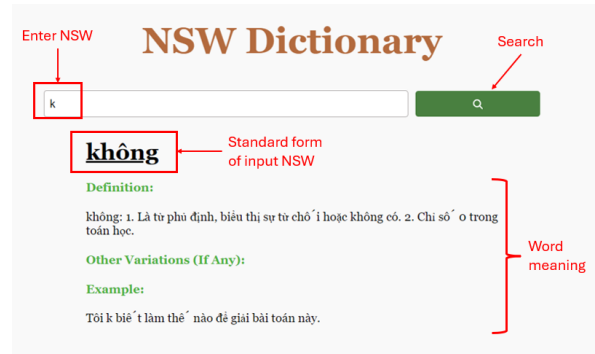 Enter NSW
NSW Dictionary
Search
k
không
Standard form
of input NSW
Definition:
không: 1. Là từ phủ định, biểu thị sự từ chối hoặc không có. 2. Chỉ số 0 trong
toán học.
Other Variations (If Any):
Word
meaning
Example:
Tôi k biết làm thế nào để giải bài toán này.